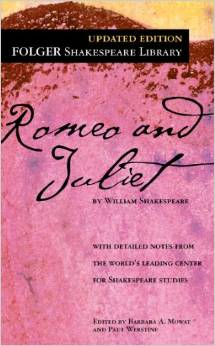 UPDATED EDITION
FOLGER SHAKESPEARE LIBRARY
Romeo and
Juliet
BY WILLIAM SHAKESPEARE
WITH DETAILED NOTES FROM
THE WORLD'S LEADING CENTER
FOR SHAKESPEARE STUDIES
EDITED BY BARBARA A. MOWAT
AND PAUL WERSTINE